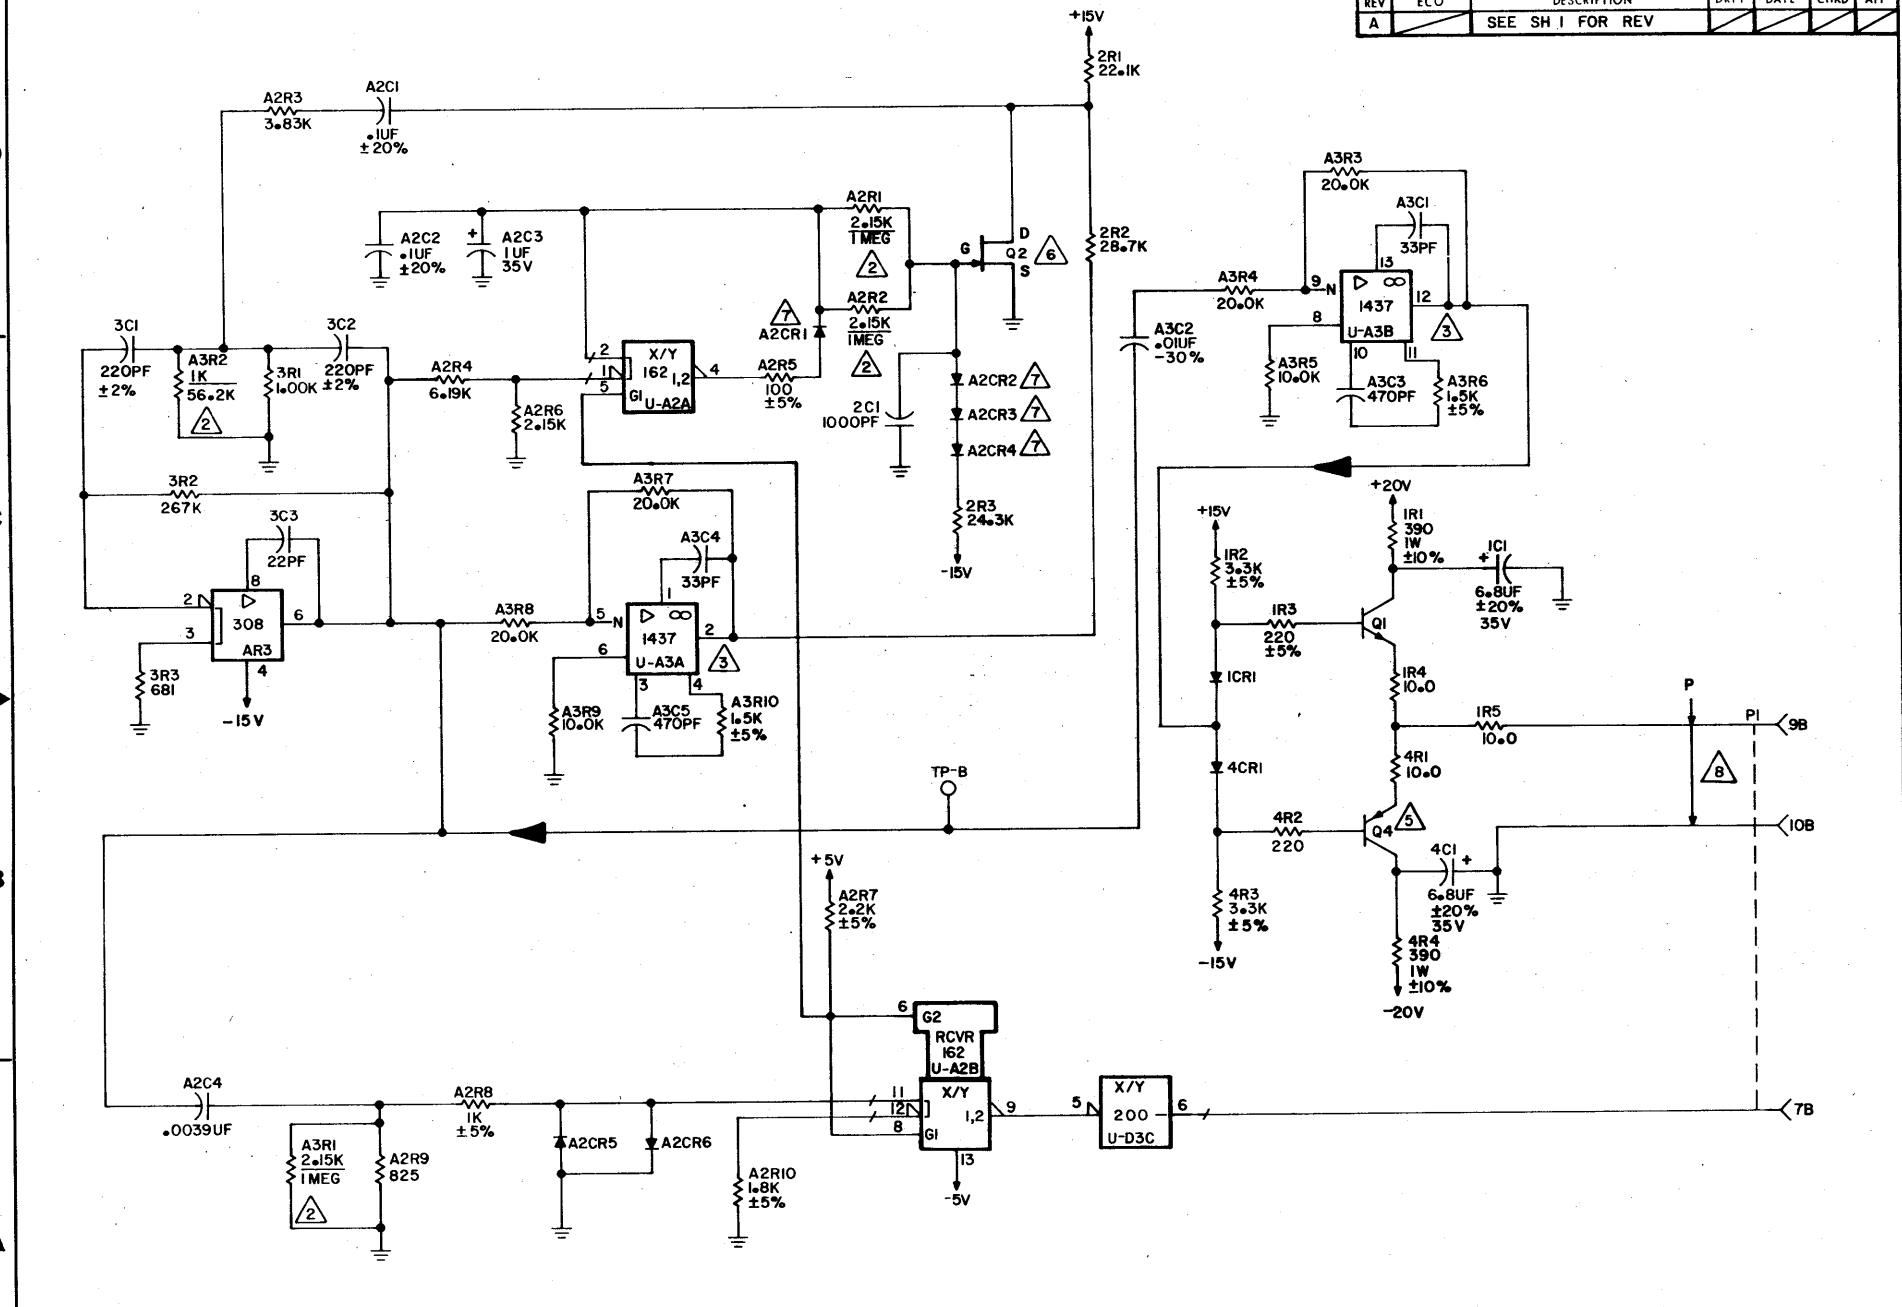 REV ECO DESCRIPTION DRFT DATE CHKD APP
A SEE SH 1 FOR REV
+15V
2R1
22.1K
A2R3
3.83K
A2C1
.1UF
±20%
A2C2
.1UF
±20%
+
A2C3
1UF
35V
A2R1
2.15K
1MEG
2
G
D
Q2
S
6
2R2
28.7K
A2R2
2.15K
1MEG
2
7
A2CR1
A2R5
100
±5%
3C1
220PF
±2%
A3R2
1K
56.2K
2
3R1
1.00K
3C2
220PF
±2%
A2R4
6.19K
A2R6
2.15K
2
1
5
G1
X/Y
162
1,2
U-A2A
4
2C1
1000PF
A2CR2 7
A2CR3 7
A2CR4 7
2R3
24.3K
-15V
A3R3
20.0K
A3C1
33PF
A3R4
20.0K
A3C2
.01UF
-30%
9
N
13
∞
1437
12
8
U-A3B
3
10
11
A3R5
10.0K
A3C3
470PF
A3R6
1.5K
±5%
3R2
267K
3C3
22PF
8
2
308
6
3
AR3
4
-15V
3R3
681
A3R7
20.0K
A3C4
33PF
A3R8
20.0K
5
N
1
∞
1437
2
6
U-A3A
3
3
4
A3R9
10.0K
A3C5
470PF
A3R10
1.5K
±5%
+15V
1R2
3.3K
±5%
+20V
1R1
390
1W
±10%
+
1C1
6.8UF
±20%
35V
1R3
220
±5%
Q1
1CR1
1R4
10.0
1R5
10.0
P
P1
9B
4CR1
4R1
10.0
8
4R2
220
Q4
5
10B
4C1
+
6.8UF
±20%
35V
4R3
3.3K
±5%
-15V
4R4
390
1W
±10%
-20V
TP-B
+5V
A2R7
2.2K
±5%
6
G2
RCVR
162
U-A2B
X/Y
11
12
1,2
9
8
G1
13
-5V
5
X/Y
200
U-D3C
6
7B
A2C4
.0039UF
A2R8
1K
±5%
A3R1
2.15K
1MEG
2
A2R9
825
A2CR5
A2CR6
A2R10
1.8K
±5%